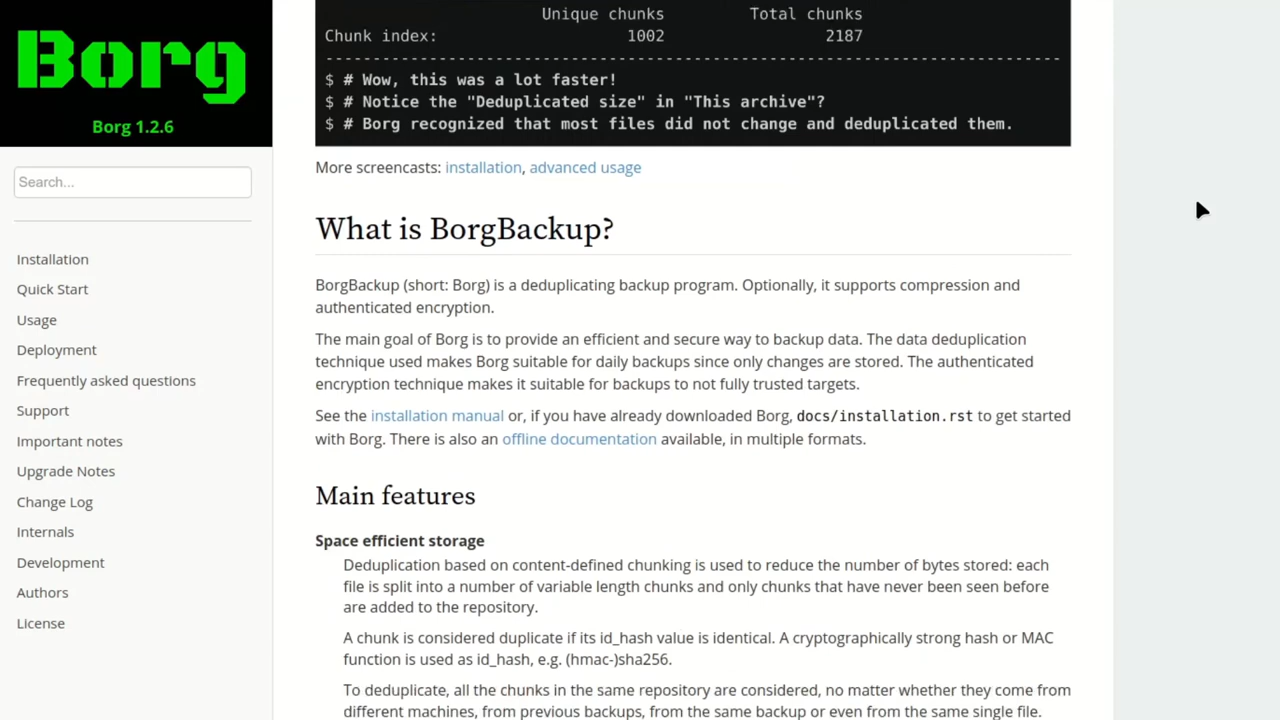 Borg
Borg 1.2.6
Search...
Installation
Quick Start
Usage
Deployment
Frequently asked questions
Support
Important notes
Upgrade Notes
Change Log
Internals
Development
Authors
License
Unique chunks Total chunks
Chunk index: 1002 2187
--------------------------------------------------------------------------------
$ # Wow, this was a lot faster!
$ # Notice the "Deduplicated size" in "This archive"?
$ # Borg recognized that most files did not change and deduplicated them.
More screencasts: installation, advanced usage
What is BorgBackup?
BorgBackup (short: Borg) is a deduplicating backup program. Optionally, it supports compression and
authenticated encryption.
The main goal of Borg is to provide an efficient and secure way to backup data. The data deduplication
technique used makes Borg suitable for daily backups since only changes are stored. The authenticated
encryption technique makes it suitable for backups to not fully trusted targets.
See the installation manual or, if you have already downloaded Borg, docs/installation.rst to get started
with Borg. There is also an offline documentation available, in multiple formats.
Main features
Space efficient storage
Deduplication based on content-defined chunking is used to reduce the number of bytes stored: each
file is split into a number of variable length chunks and only chunks that have never been seen before
are added to the repository.
A chunk is considered duplicate if its id_hash value is identical. A cryptographically strong hash or MAC
function is used as id_hash, e.g. (hmac-)sha256.
To deduplicate, all the chunks in the same repository are considered, no matter whether they come from
different machines, from previous backups, from the same backup or even from the same single file.